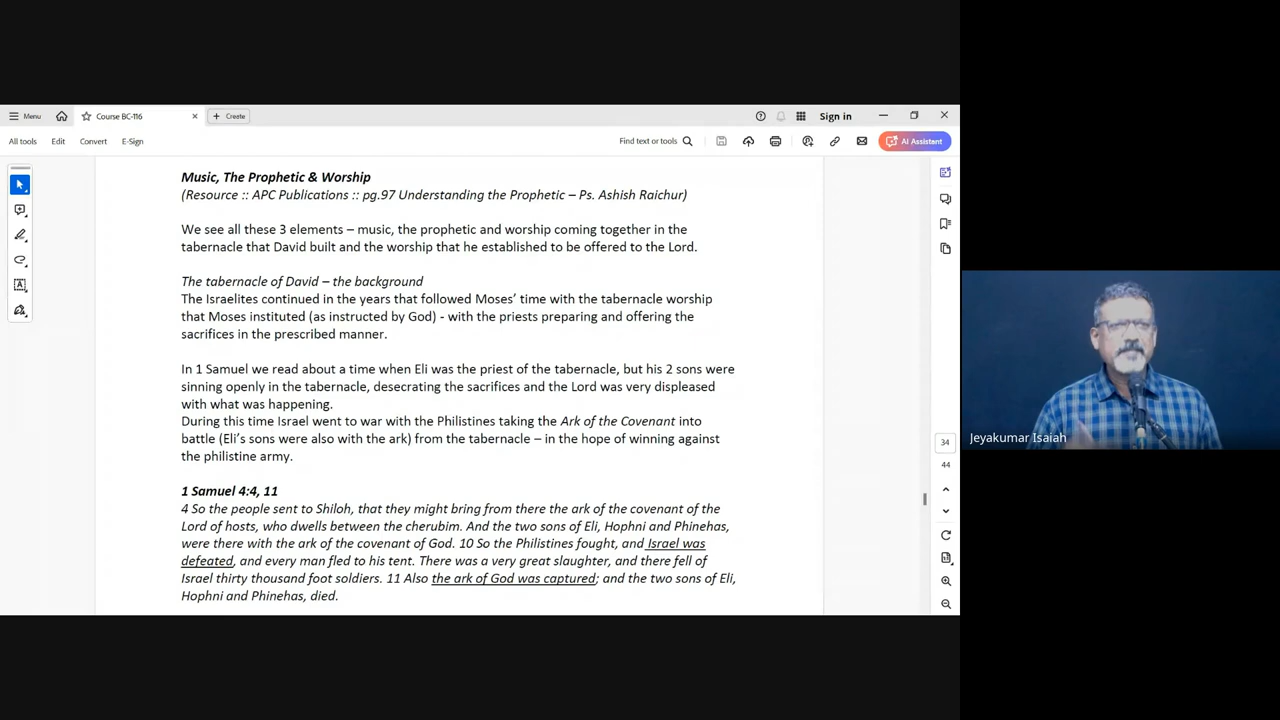 Menu
Course BC-116
Create
Sign in
All tools
Edit
Convert
E-Sign
Find text or tools
AI Assistant
Music, The Prophetic & Worship
(Resource :: APC Publications :: pg.97 Understanding the Prophetic – Ps. Ashish Raichur)
We see all these 3 elements – music, the prophetic and worship coming together in the
tabernacle that David built and the worship that he established to be offered to the Lord.
The tabernacle of David – the background
The Israelites continued in the years that followed Moses' time with the tabernacle worship
that Moses instituted (as instructed by God) - with the priests preparing and offering the
sacrifices in the prescribed manner.
In 1 Samuel we read about a time when Eli was the priest of the tabernacle, but his 2 sons were
sinning openly in the tabernacle, desecrating the sacrifices and the Lord was very displeased
with what was happening.
During this time Israel went to war with the Philistines taking the Ark of the Covenant into
battle (Eli's sons were also with the ark) from the tabernacle – in the hope of winning against
the philistine army.
1 Samuel 4:4, 11
4 So the people sent to Shiloh, that they might bring from there the ark of the covenant of the
Lord of hosts, who dwells between the cherubim. And the two sons of Eli, Hophni and Phinehas,
were there with the ark of the covenant of God. 10 So the Philistines fought, and Israel was
defeated, and every man fled to his tent. There was a very great slaughter, and there fell of
Israel thirty thousand foot soldiers. 11 Also the ark of God was captured; and the two sons of Eli,
Hophni and Phinehas, died.
34
44
Jeyakumar Isaiah